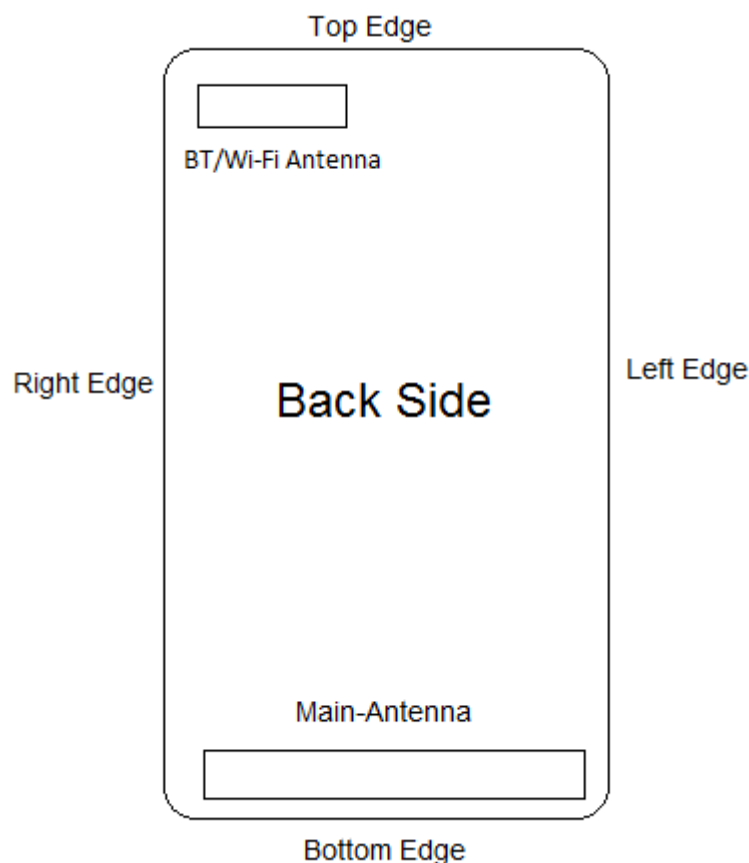 Top Edge
BT/Wi-Fi Antenna
Right Edge
Back Side
Left Edge
Main-Antenna
Bottom Edge